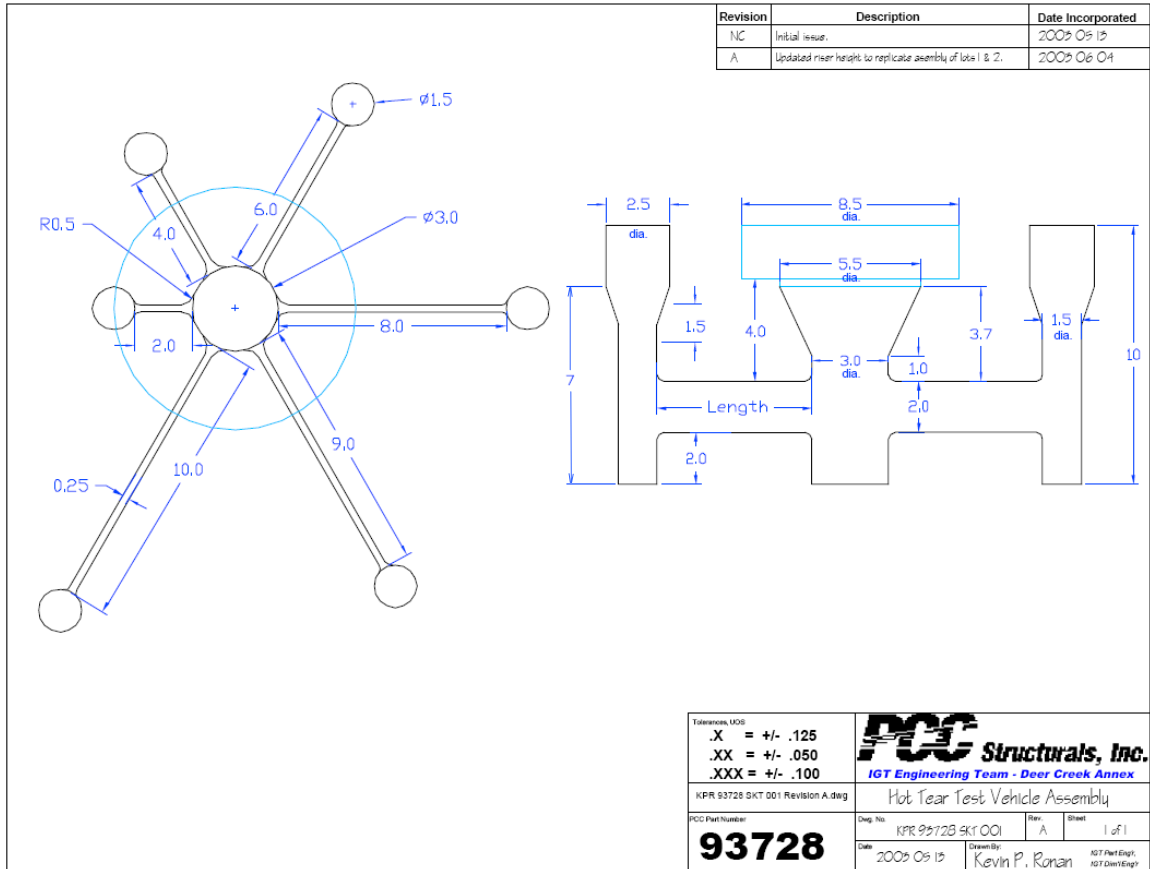 Revision Description Date Incorporated
NC Initial issue. 2003 05 13
A Updated riser height to replicate asembly of lots 1 & 2. 2003 06 04
Ø1.5
6.0
Ø3.0
R0.5
4.0
8.0
2.0
9.0
10.0
0.25
2.5
dia.
8.5
dia.
5.5
dia.
1.5
4.0
3.7
1.5
dia.
3.0
dia.
1.0
7
10
Length
2.0
2.0
Tolerances, UOS
.X = +/- .125
.XX = +/- .050
.XXX = +/- .100
PCC Structurals, Inc.
IGT Engineering Team - Deer Creek Annex
KPR 93728 SKT 001 Revision A.dwg
Hot Tear Test Vehicle Assembly
PCC Part Number
93728
Dwg. No. KPR 93728 SKT 001
Rev. A
Sheet 1 of 1
Date 2003 05 13
Drawn By: Kevin P. Ronan
IGT Part Eng'r,
IGT Dim'l Eng'r